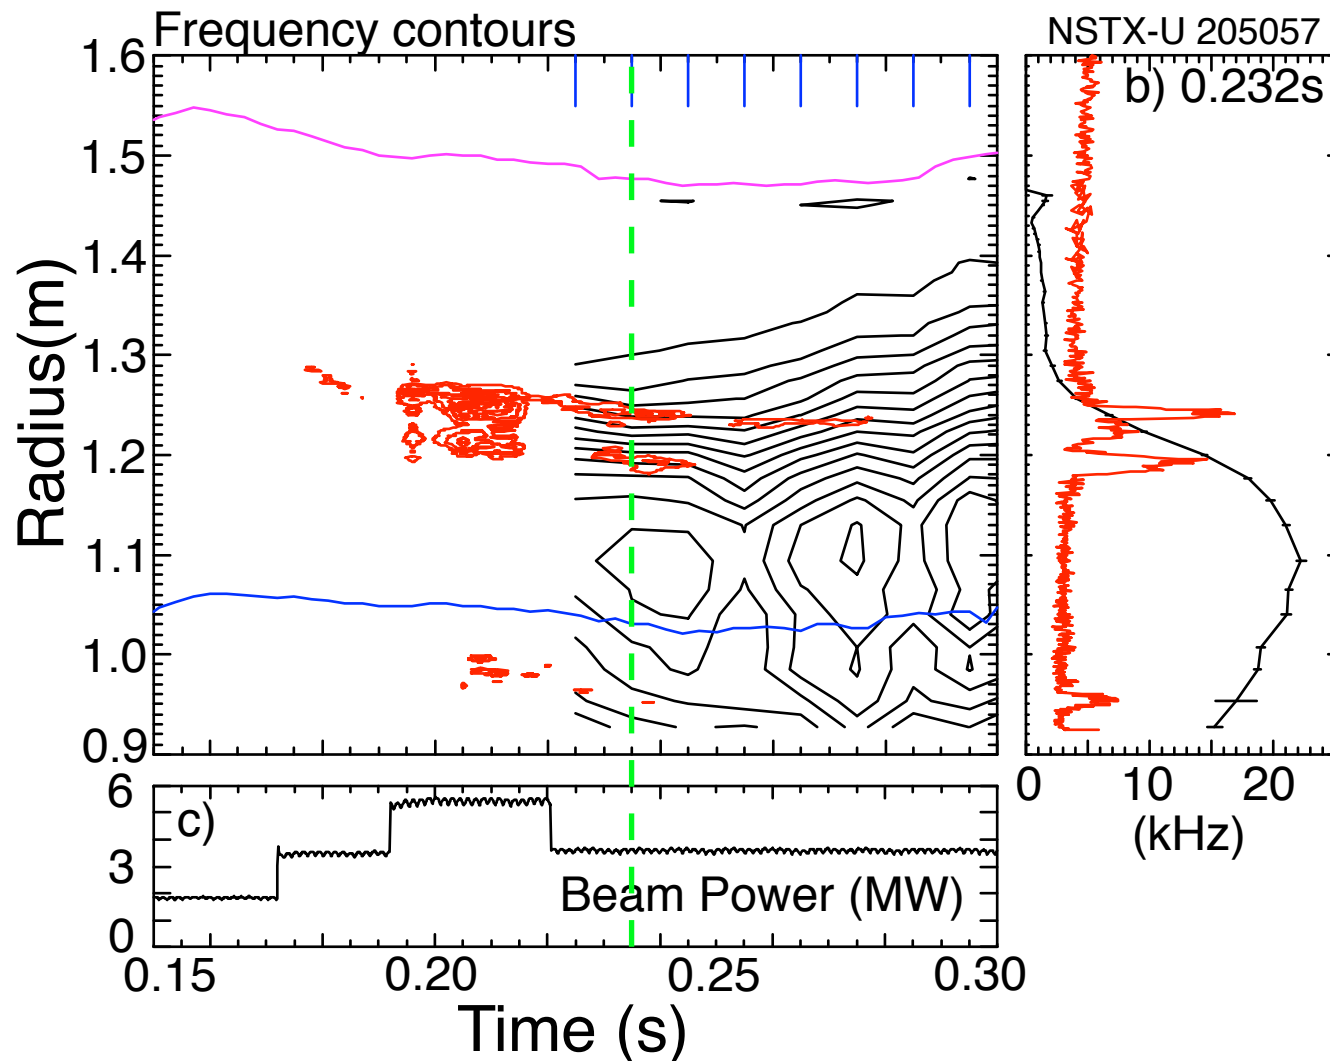 Frequency contours
NSTX-U 205057
b) 0.232s
1.6
1.5
1.4
1.3
1.2
1.1
1.0
0.9
Radius(m)
0 10 20
(kHz)
6
3
0
c)
Beam Power (MW)
0.15 0.20 0.25 0.30
Time (s)